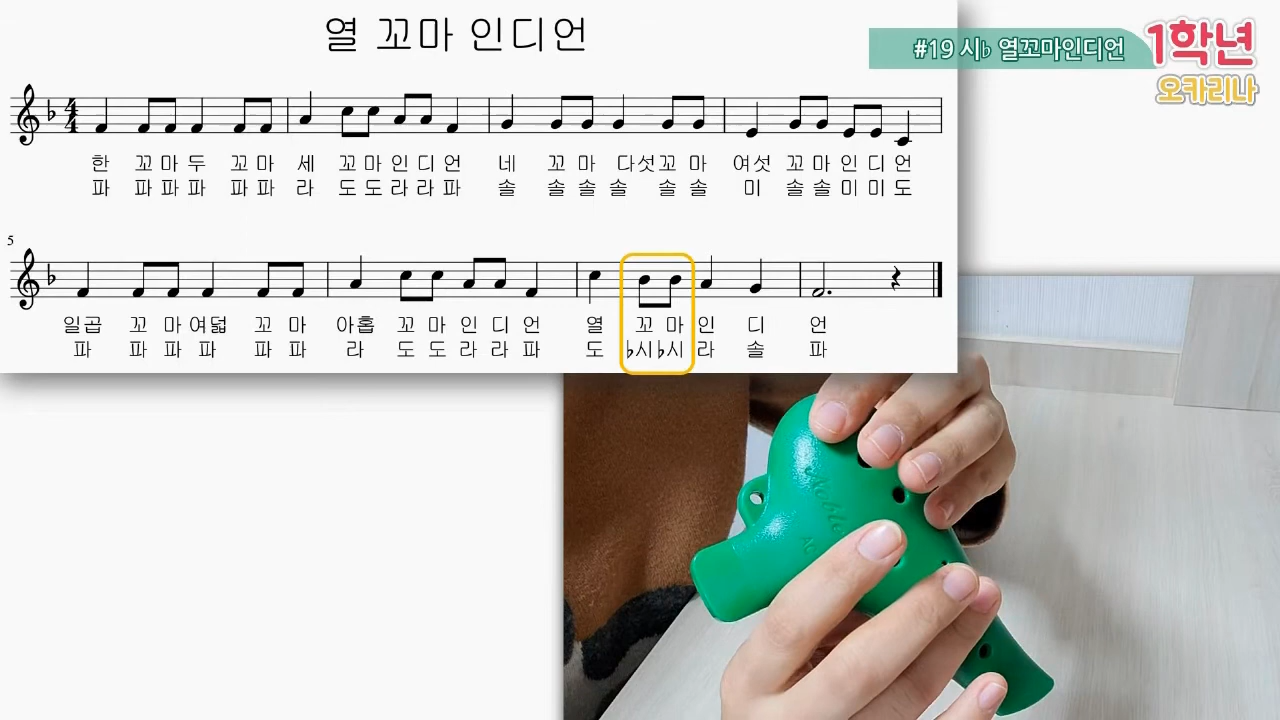 열 꼬마 인디언
#19 시♭ 열꼬마인디언
1학년
오카리나
4
4
한 꼬 마 두 꼬 마 세 꼬 마 인 디 언 네 꼬 마 다섯 꼬 마 여섯 꼬 마 인 디 언
파 파 파 파 파 파 라 도 도 라 라 파 솔 솔 솔 솔 솔 솔 미 솔 솔 미 미 도
5
일곱 꼬 마 여덟 꼬 마 아홉 꼬 마 인 디 언 열 꼬 마 인 디 언
파 파 파 파 파 파 라 도 도 라 라 파 도 ♭시 ♭시 라 솔 파
Noble